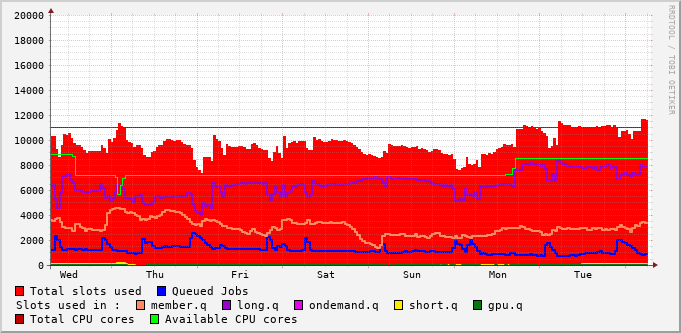 20000
18000
16000
14000
12000
10000
8000
6000
4000
2000
0
Wed Thu Fri Sat Sun Mon Tue
RRDTOOL / TOBI OETIKER
Total slots used Queued Jobs
Slots used in : member.q long.q ondemand.q short.q gpu.q
Total CPU cores Available CPU cores